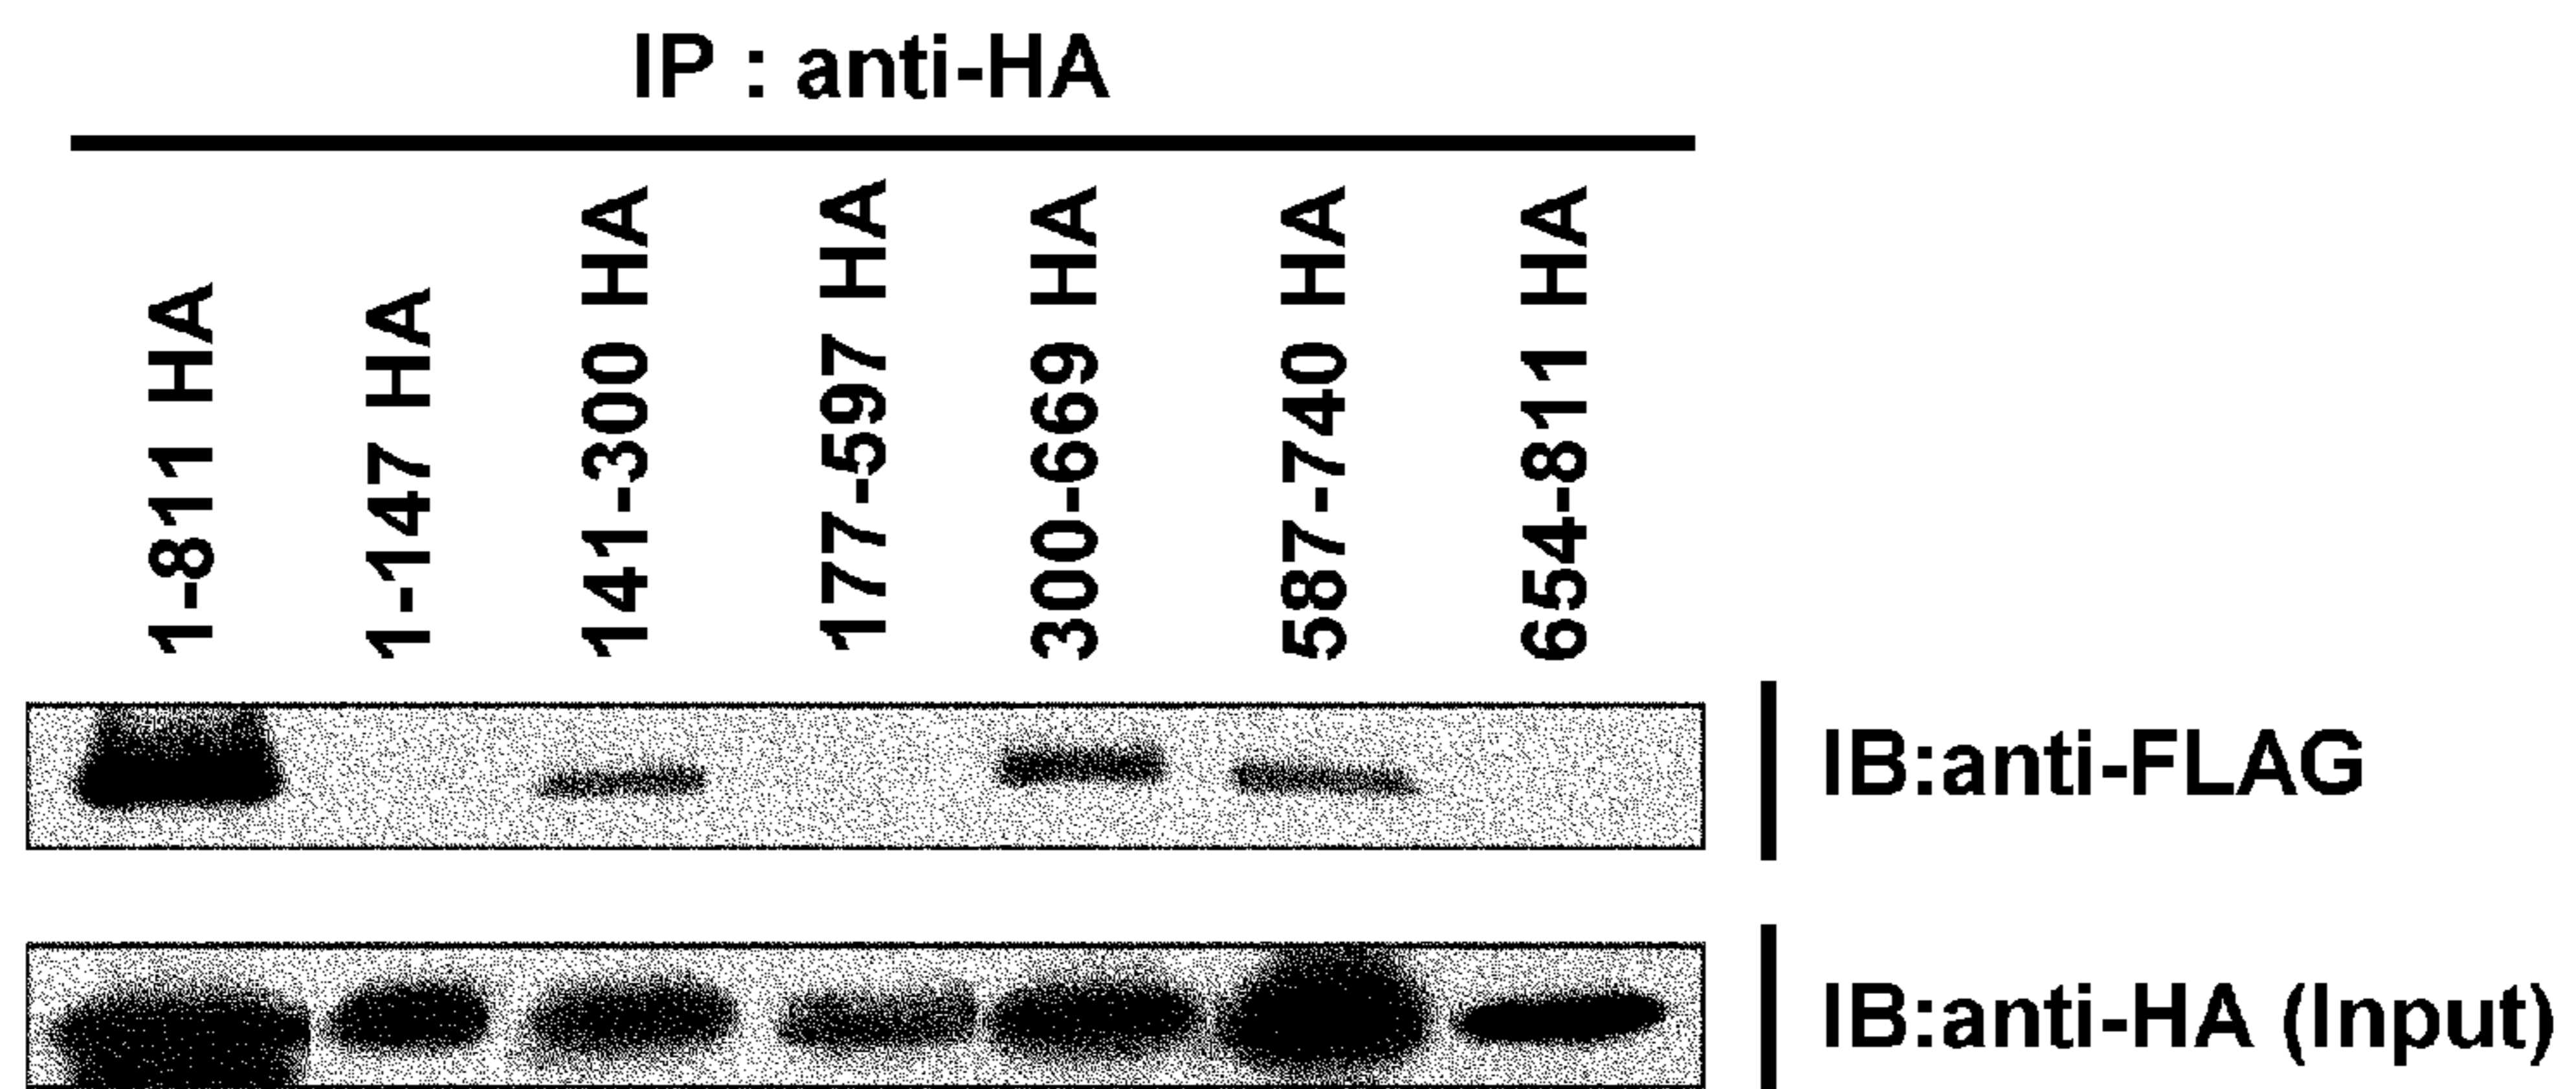 IP : anti-HA
1-811 HA
1-147 HA
141-300 HA
177-597 HA
300-669 HA
587-740 HA
654-811 HA
IB:anti-FLAG
IB:anti-HA (Input)